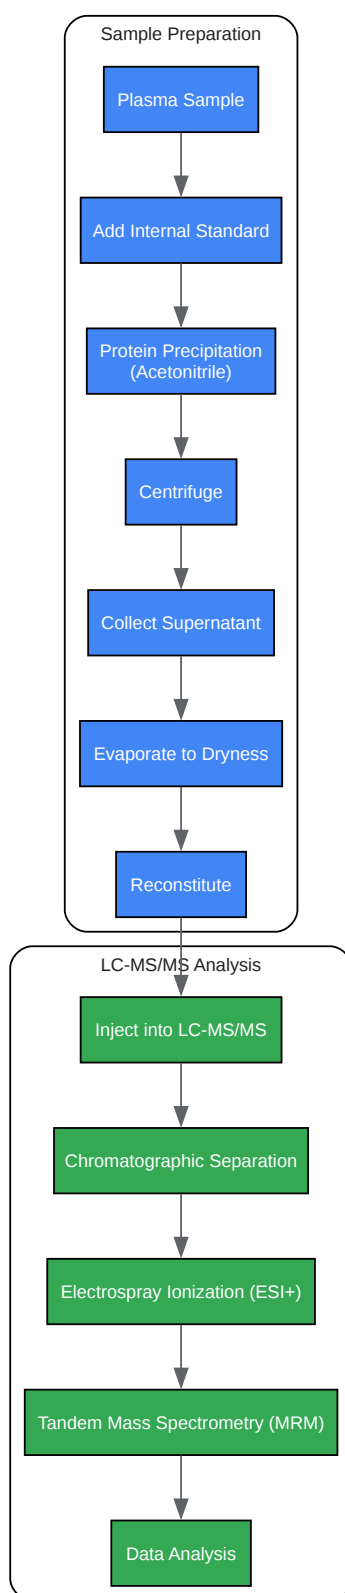 Sample Preparation
Plasma Sample
Add Internal Standard
Protein Precipitation
(Acetonitrile)
Centrifuge
Collect Supernatant
Evaporate to Dryness
Reconstitute
LC-MS/MS Analysis
Inject into LC-MS/MS
Chromatographic Separation
Electrospray Ionization (ESI+)
Tandem Mass Spectrometry (MRM)
Data Analysis